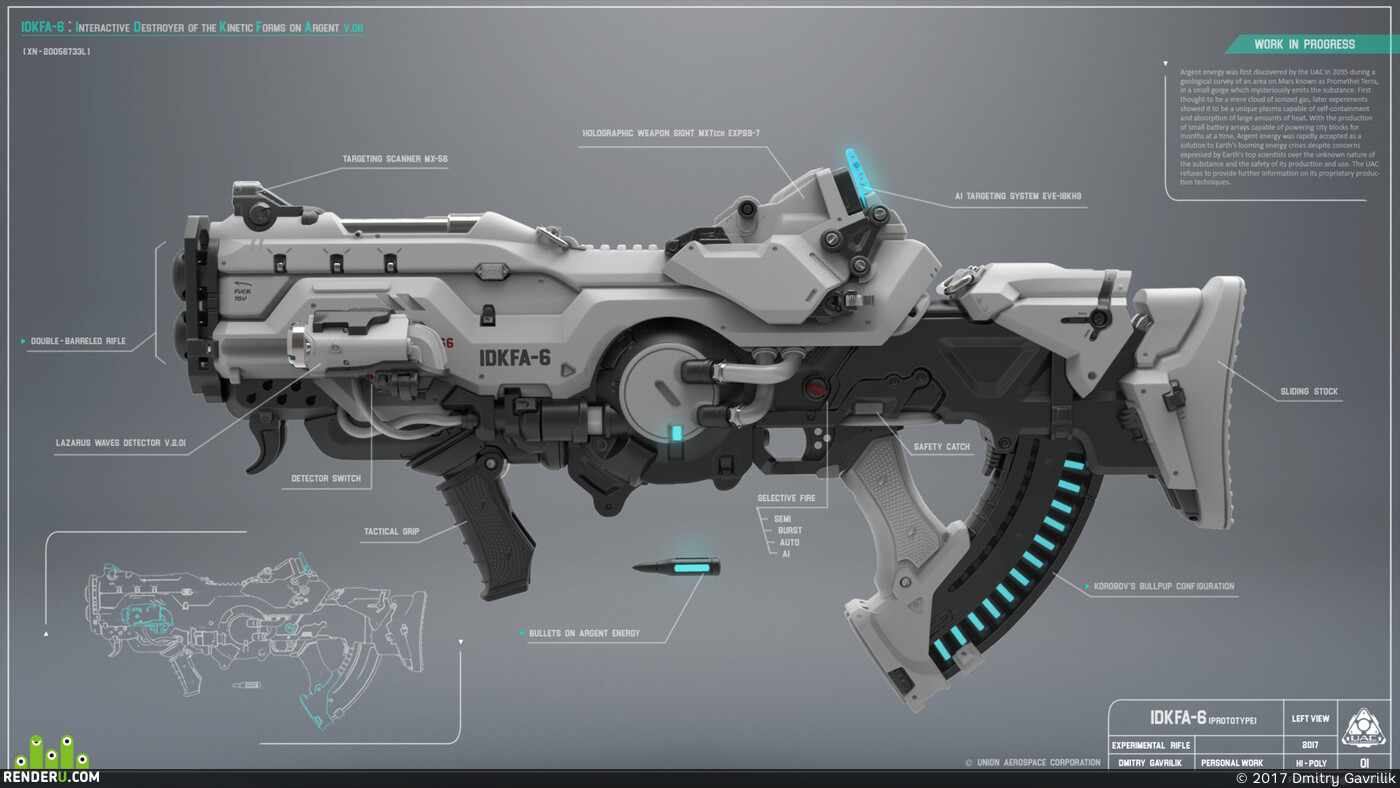 IDKFA-6 : Interactive Destroyer of the Kinetic Forms on Argent v.06
[XN-20056733L]
WORK IN PROGRESS
Argent energy was first discovered by the UAC in 2095 during a
geological survey of an area on Mars known as Promethei Terra,
in a small gorge which mysteriously emits the substance. First
thought to be a mere cloud of ionized gas, later experiments
showed it to be a unique plasma capable of self-containment
and absorption of large amounts of heat. With the production
of small battery arrays capable of powering city blocks for
months at a time, Argent energy was rapidly accepted as a
solution to Earth's looming energy crises despite concerns
expressed by Earth's top scientists over the unknown nature of
the substance and the safety of its production and use. The UAC
refuses to provide further information on its proprietary produc-
tion techniques.
HOLOGRAPHIC WEAPON SIGHT MXTech EXPS9-7
TARGETING SCANNER MX-56
AI TARGETING SYSTEM EVE-18KH9
FUCK
YOU
66
IDKFA-6
DOUBLE-BARRELED RIFLE
SLIDING STOCK
LAZARUS WAVES DETECTOR V.2.01
SAFETY CATCH
DETECTOR SWITCH
SELECTIVE FIRE
SEMI
BURST
AUTO
AI
TACTICAL GRIP
KOROBOV'S BULLPUP CONFIGURATION
BULLETS ON ARGENT ENERGY
IDKFA-6 (PROTOTYPE)
LEFT VIEW
UAC
EXPERIMENTAL RIFLE
2017
© UNION AEROSPACE CORPORATION
DMITRY GAVRILIK
PERSONAL WORK
HI-POLY
01
RENDERU.COM
© 2017 Dmitry Gavrilik